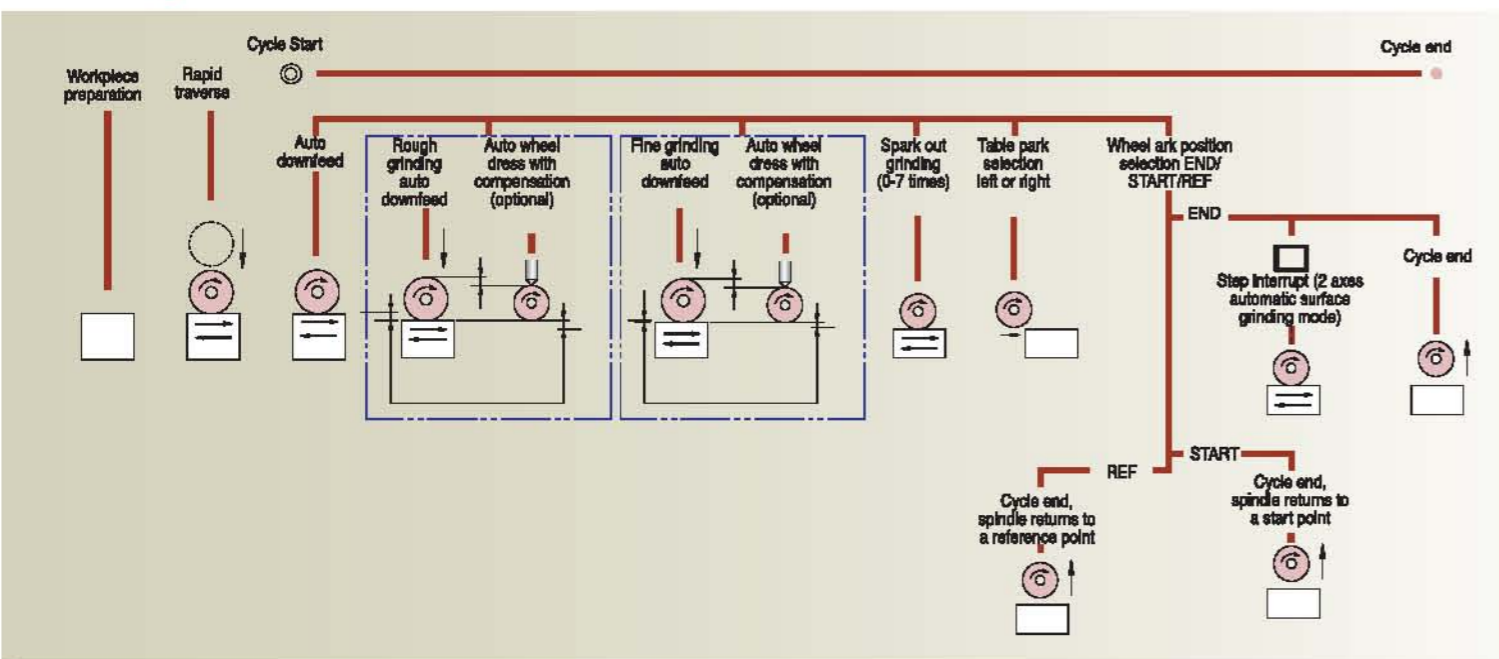 Cycle Start
Cycle end
Workpiece
preparation
Rapid
traverse
Auto
downfeed
Rough
grinding
auto
downfeed
Auto wheel
dress with
compensation
(optional)
Fine grinding
auto
downfeed
Auto wheel
dress with
compensation
(optional)
Spark out
grinding
(0-7 times)
Table park
selection
left or right
Wheel ark position
selection END/
START/REF
END
Step interrupt (2 axes
automatic surface
grinding mode)
Cycle end
REF
Cycle end,
spindle returns to
a reference point
START
Cycle end,
spindle returns to
a start point